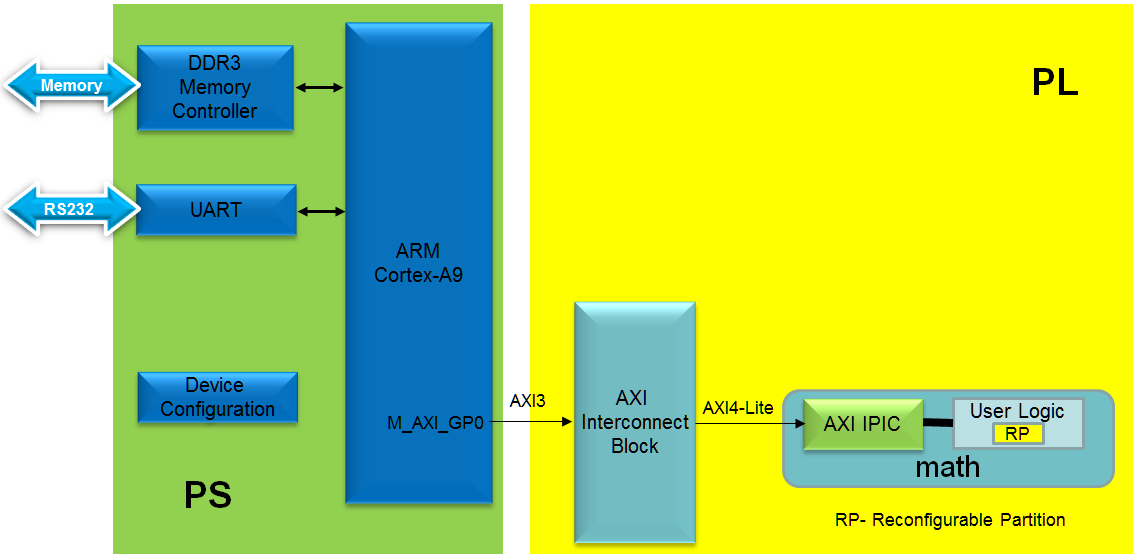 DDR3
Memory
Controller
Memory
PL
RS232
UART
ARM
Cortex-A9
Device
Configuration
M_AXI_GP0
AXI3
AXI
Interconnect
Block
AXI4-Lite
AXI IPIC
User Logic
RP
math
PS
RP- Reconfigurable Partition